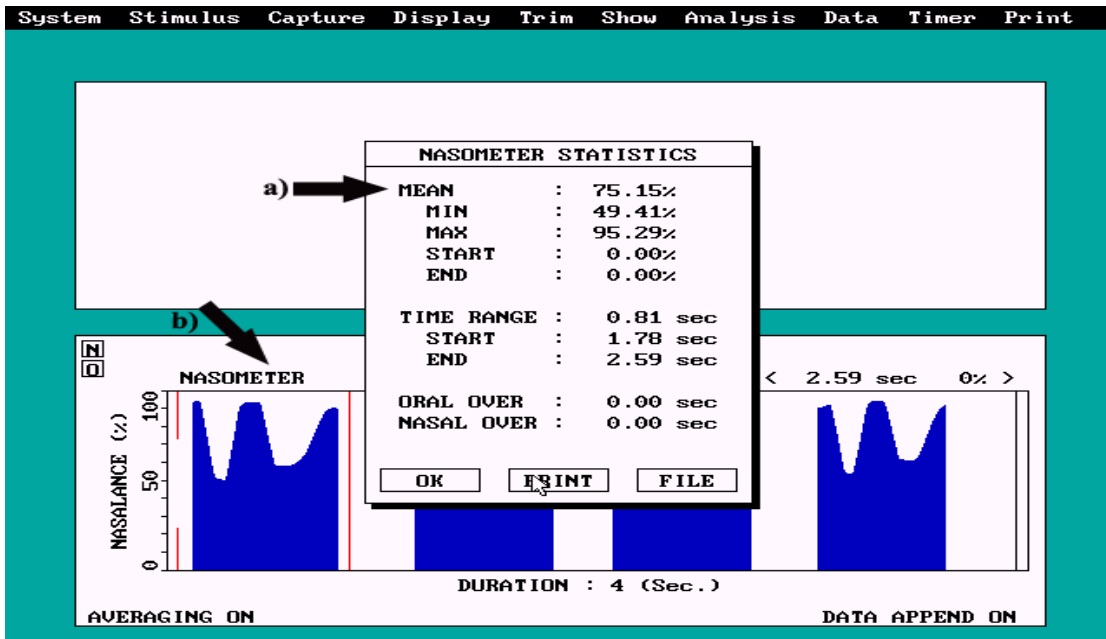 System Stimulus Capture Display Trim Show Analysis Data Timer Print
NASOMETER STATISTICS
a)
MEAN : 75.15%
MIN : 49.41%
MAX : 95.29%
START : 0.00%
END : 0.00%
TIME RANGE : 0.81 sec
START : 1.78 sec
END : 2.59 sec
ORAL OVER : 0.00 sec
NASAL OVER : 0.00 sec
OK PRINT FILE
b)
N
O
NASOMETER
< 2.59 sec 0% >
NASALANCE (%)
100
50
0
DURATION : 4 (Sec.)
AVERAGING ON
DATA APPEND ON